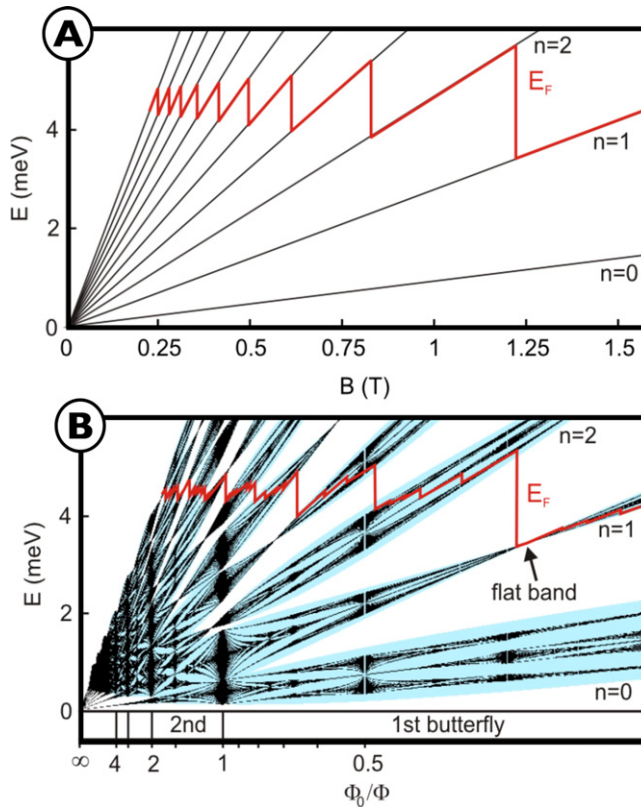 A
E (meV)
4
2
0
n=2
E_F
n=1
n=0
0
0.25
0.5
0.75
1
1.25
1.5
B (T)
B
E (meV)
4
2
0
n=2
E_F
n=1
flat band
n=0
2nd
1st butterfly
∞
4
2
1
0.5
Φ₀/Φ